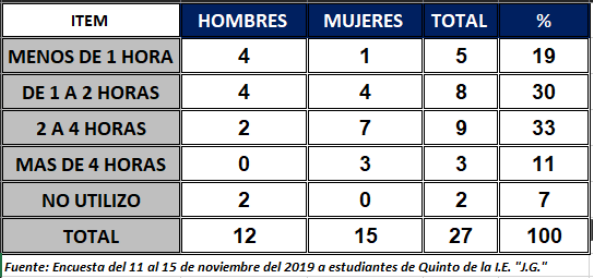 ITEM HOMBRES MUJERES TOTAL %
MENOS DE 1 HORA 4 1 5 19
DE 1 A 2 HORAS 4 4 8 30
2 A 4 HORAS 2 7 9 33
MAS DE 4 HORAS 0 3 3 11
NO UTILIZO 2 0 2 7
TOTAL 12 15 27 100
Fuente: Encuesta del 11 al 15 de noviembre del 2019 a estudiantes de Quinto de la I.E. "J.G."